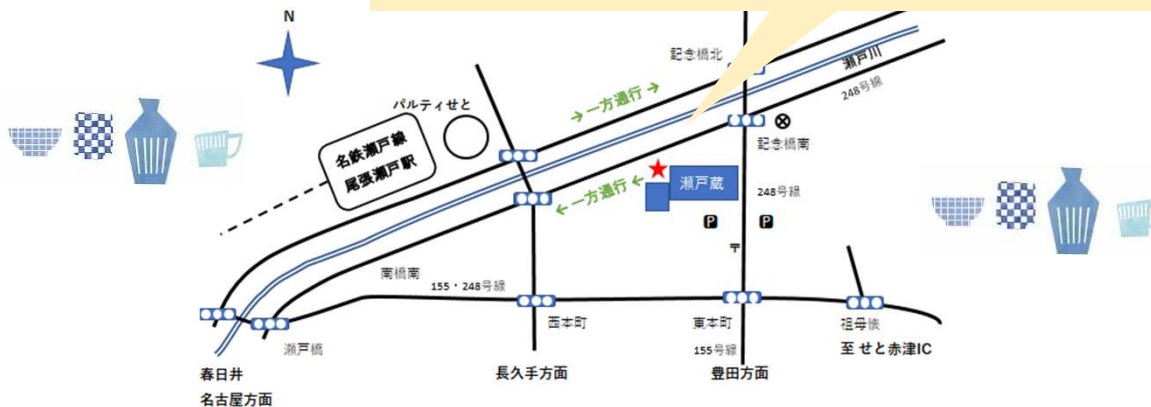 N
記念橋北
瀬戸川
248号線
→一方通行→
パルティせと
名鉄瀬戸線
尾張瀬戸駅
記念橋南
★
瀬戸蔵
←一方通行←
248号線
P
P
〒
南橋南
155・248号線
西本町
東本町
祖母懐
瀬戸橋
155号線
至 せと赤津IC
春日井
名古屋方面
長久手方面
豊田方面